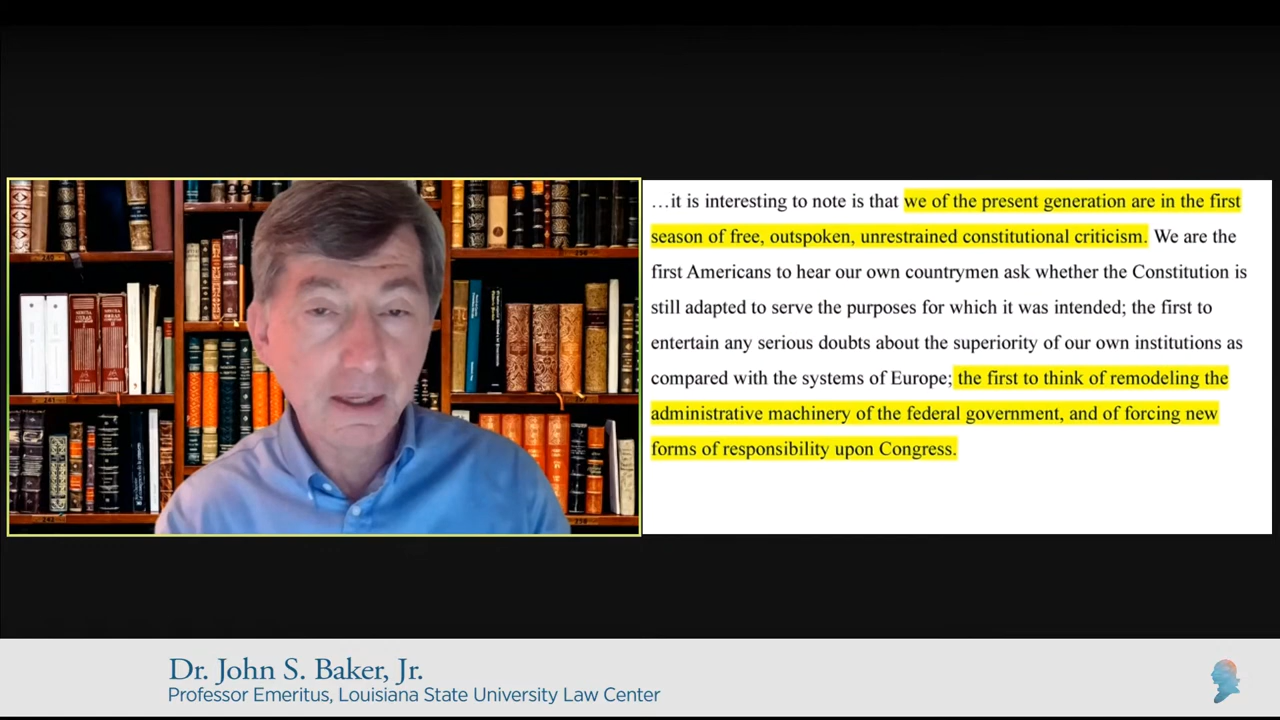 …it is interesting to note is that we of the present generation are in the first
season of free, outspoken, unrestrained constitutional criticism. We are the
first Americans to hear our own countrymen ask whether the Constitution is
still adapted to serve the purposes for which it was intended; the first to
entertain any serious doubts about the superiority of our own institutions as
compared with the systems of Europe; the first to think of remodeling the
administrative machinery of the federal government, and of forcing new
forms of responsibility upon Congress.
Dr. John S. Baker, Jr.
Professor Emeritus, Louisiana State University Law Center